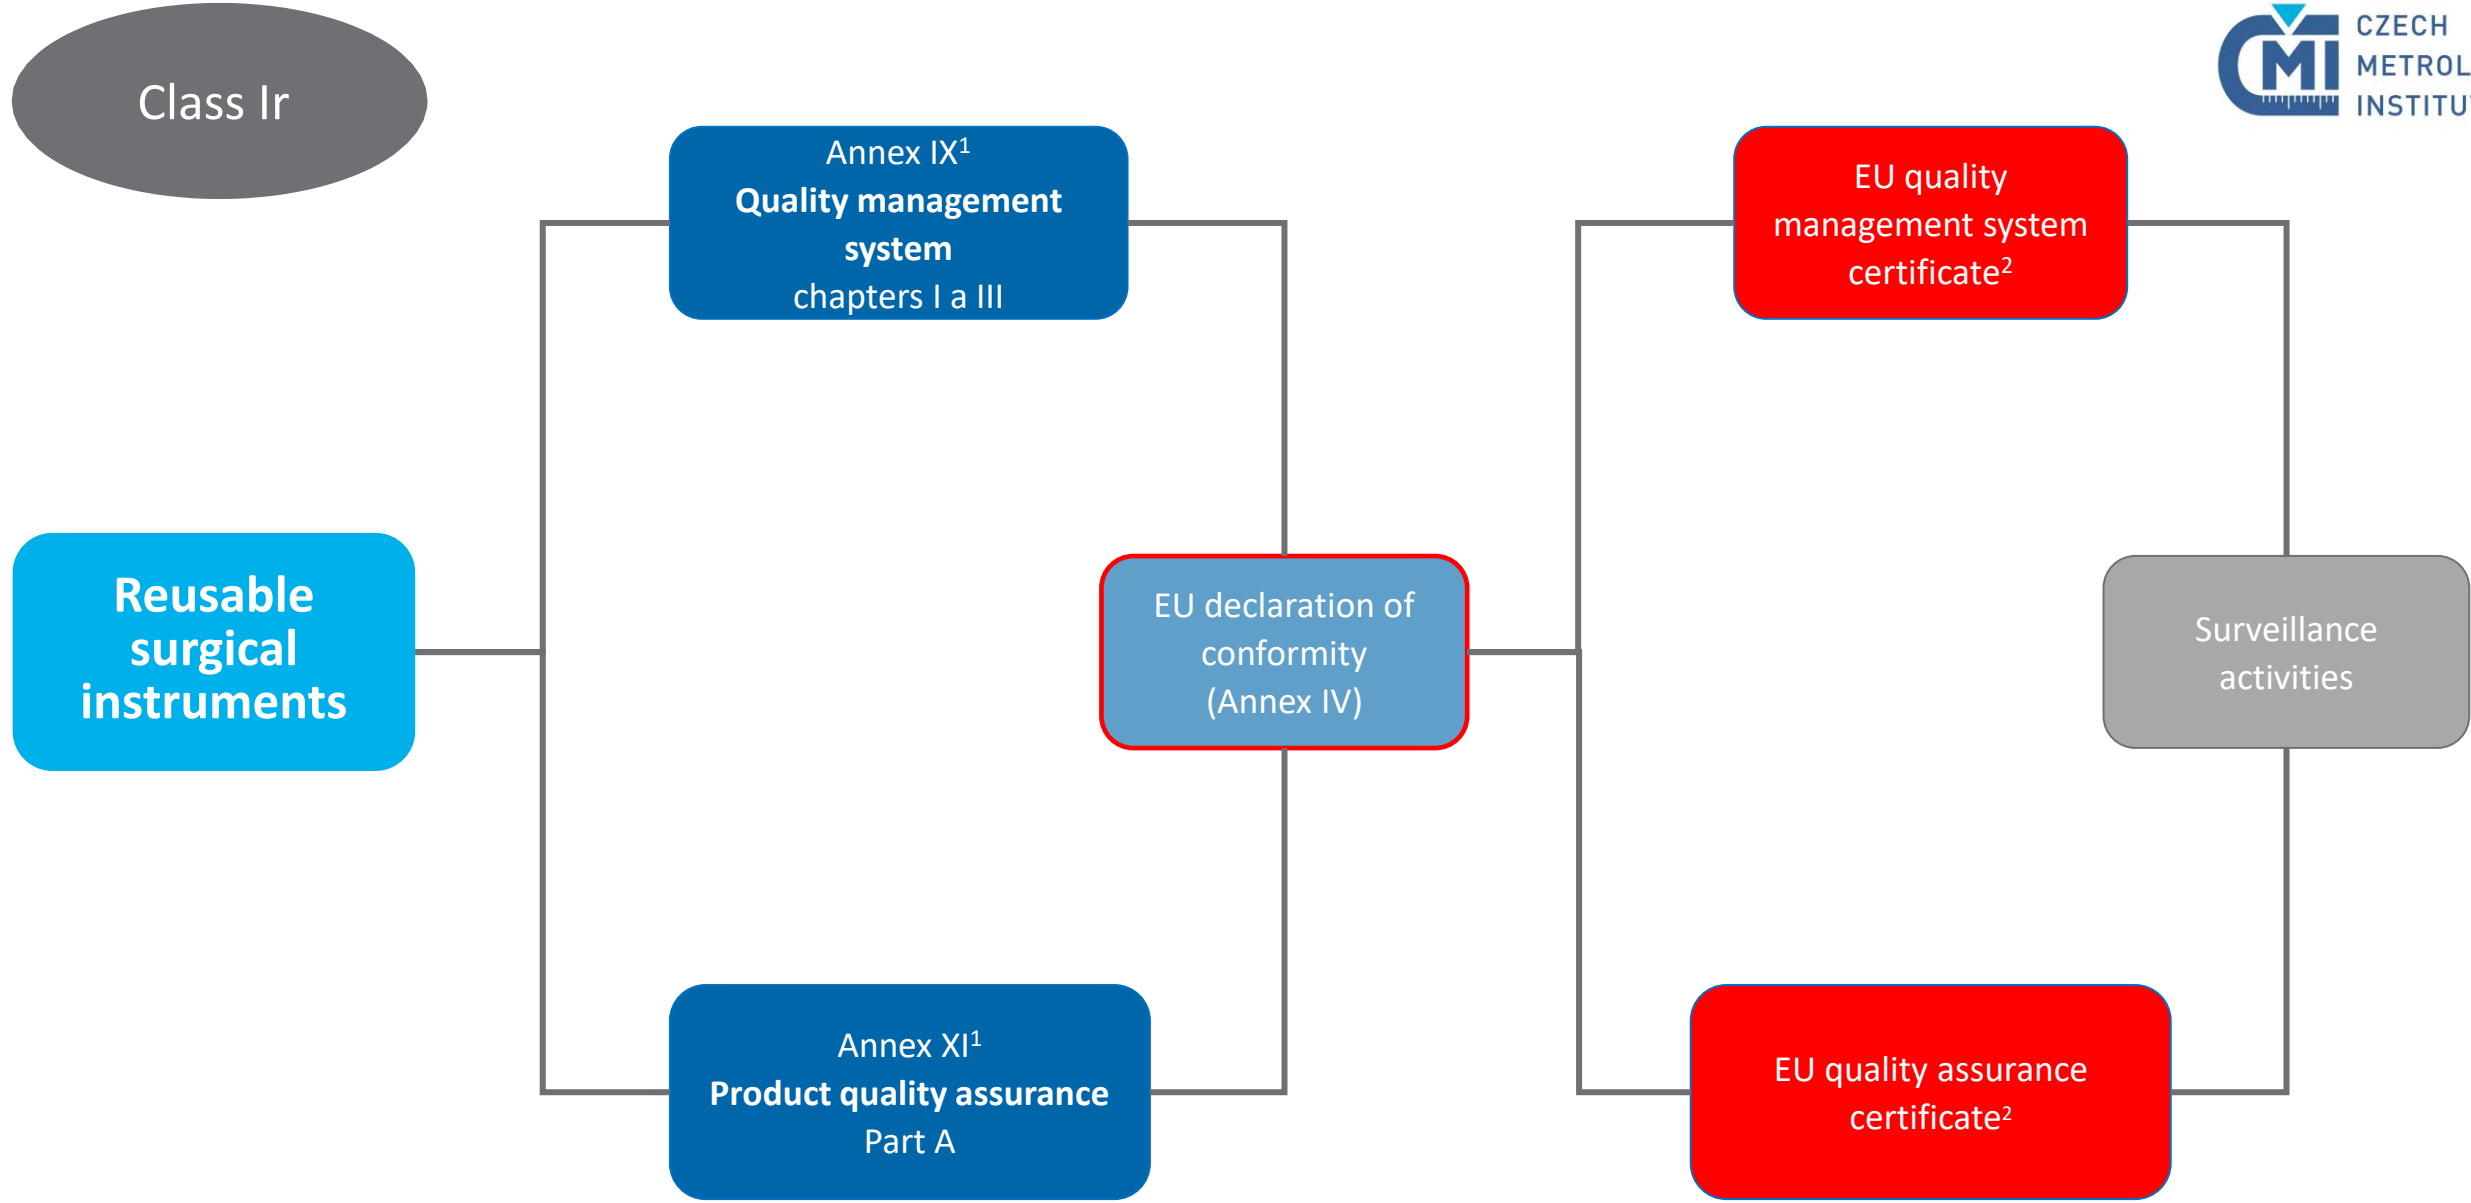 Class Ir
CZECH
METROL
INSTITU
Annex IX¹
Quality management
system
chapters I a III
EU quality
management system
certificate²
Reusable
surgical
instruments
EU declaration of
conformity
(Annex IV)
Surveillance
activities
Annex XI¹
Product quality assurance
Part A
EU quality assurance
certificate²
CMI